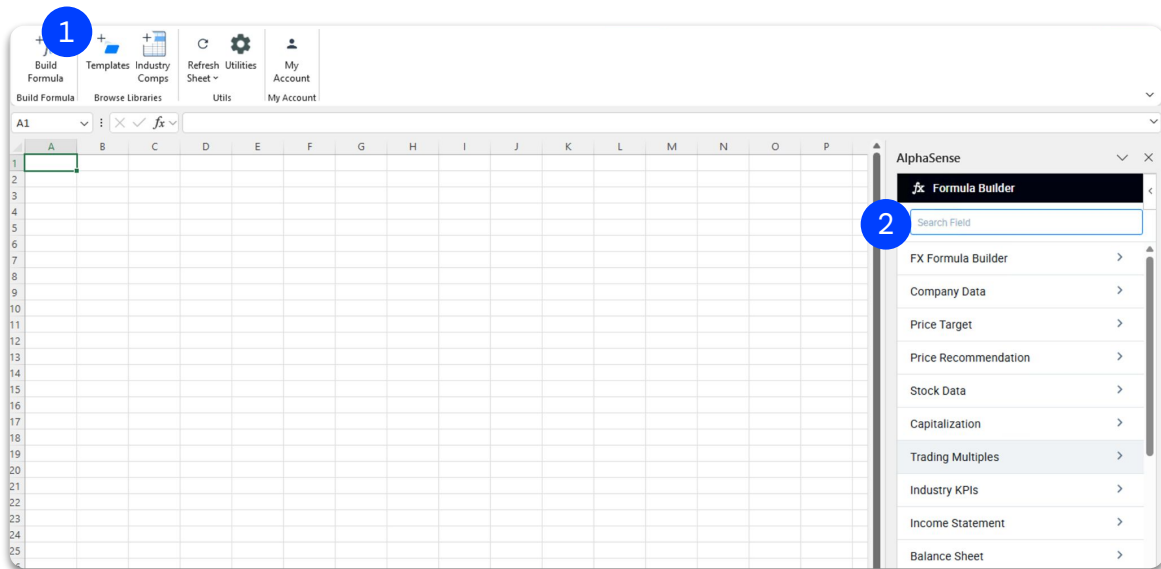 1
Build
Formula
Templates
Industry
Comps
Refresh
Sheet
Utilities
My
Account
Build Formula
Browse Libraries
Utils
My Account
A1
fx
A B C D E F G H I J K L M N O P
1
2
3
4
5
6
7
8
9
10
11
12
13
14
15
16
17
18
19
20
21
22
23
24
25
AlphaSense
fx Formula Builder
2
Search Field
FX Formula Builder
Company Data
Price Target
Price Recommendation
Stock Data
Capitalization
Trading Multiples
Industry KPIs
Income Statement
Balance Sheet